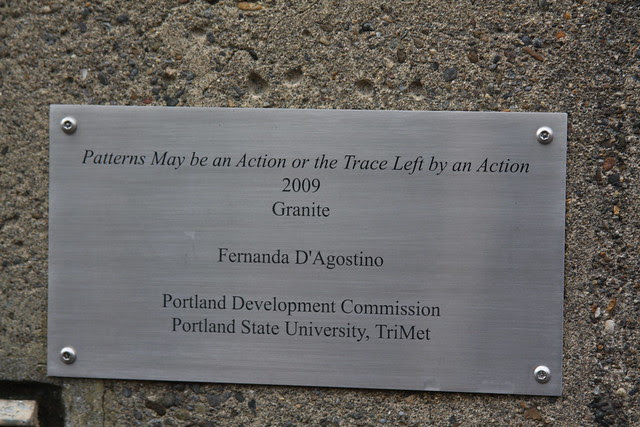 Patterns May be an Action or the Trace Left by an Action
2009
Granite
Fernanda D'Agostino
Portland Development Commission
Portland State University, TriMet